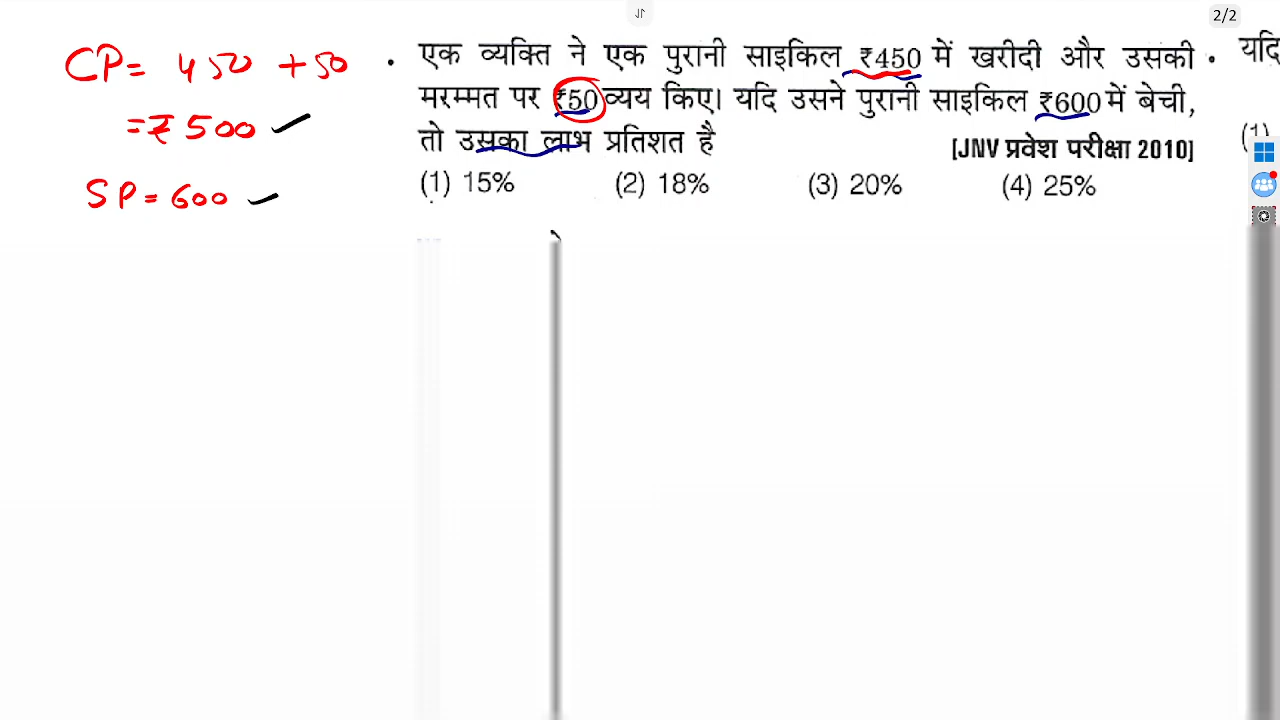 2/2
CP = 450 + 50
= ₹ 500
SP = 600
एक व्यक्ति ने एक पुरानी साइकिल ₹450 में खरीदी और उसकी
मरम्मत पर ₹50 व्यय किए। यदि उसने पुरानी साइकिल ₹600 में बेची,
तो उसका लाभ प्रतिशत है
[JNV प्रवेश परीक्षा 2010]
(1) 15% (2) 18% (3) 20% (4) 25%
यदि
(1)